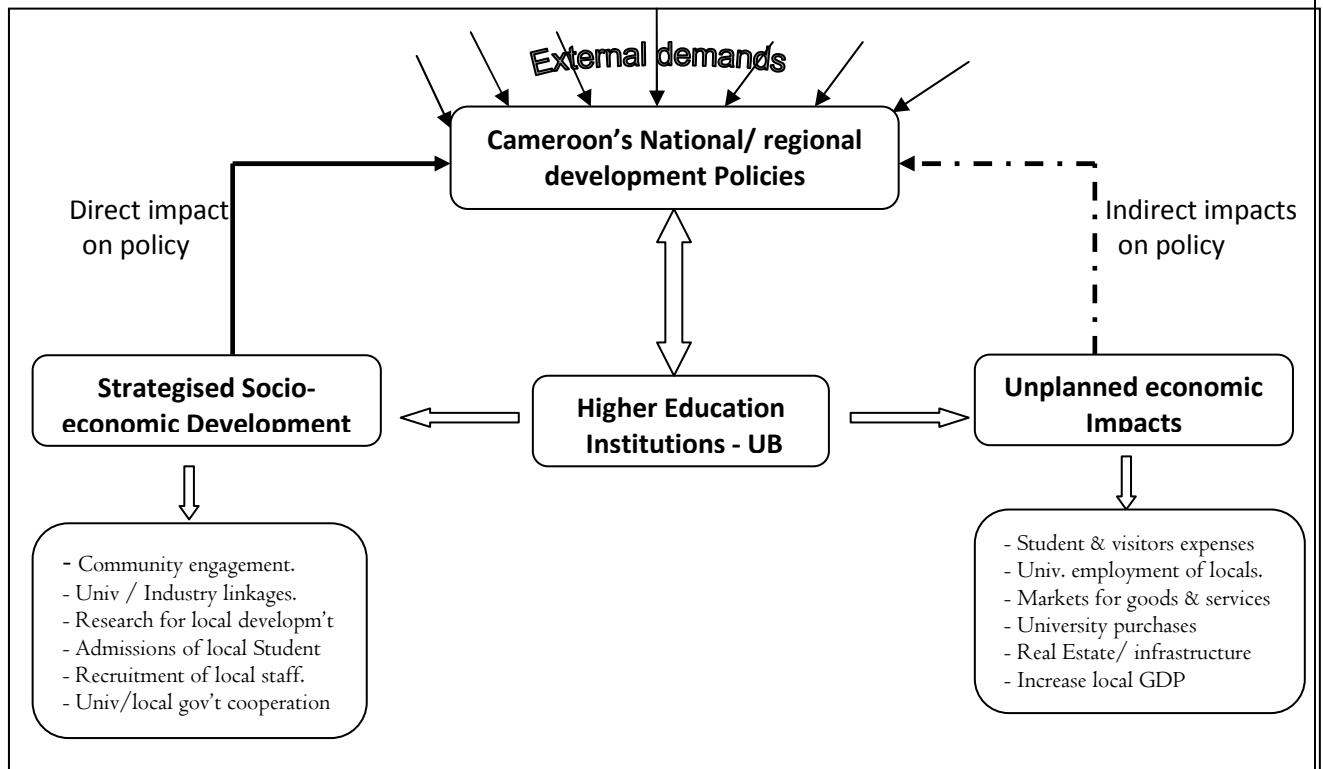 External demands
Cameroon’s National/ regional
development Policies
Direct impact
on policy
Indirect impacts
on policy
Strategised Socio-
economic Development
Higher Education
Institutions - UB
Unplanned economic
Impacts
- Community engagement.
- Univ / Industry linkages.
- Research for local developm’t
- Admissions of local Student
- Recruitment of local staff.
- Univ/local gov’t cooperation
- Student & visitors expenses
- Univ. employment of locals.
- Markets for goods & services
- University purchases
- Real Estate/ infrastructure
- Increase local GDP